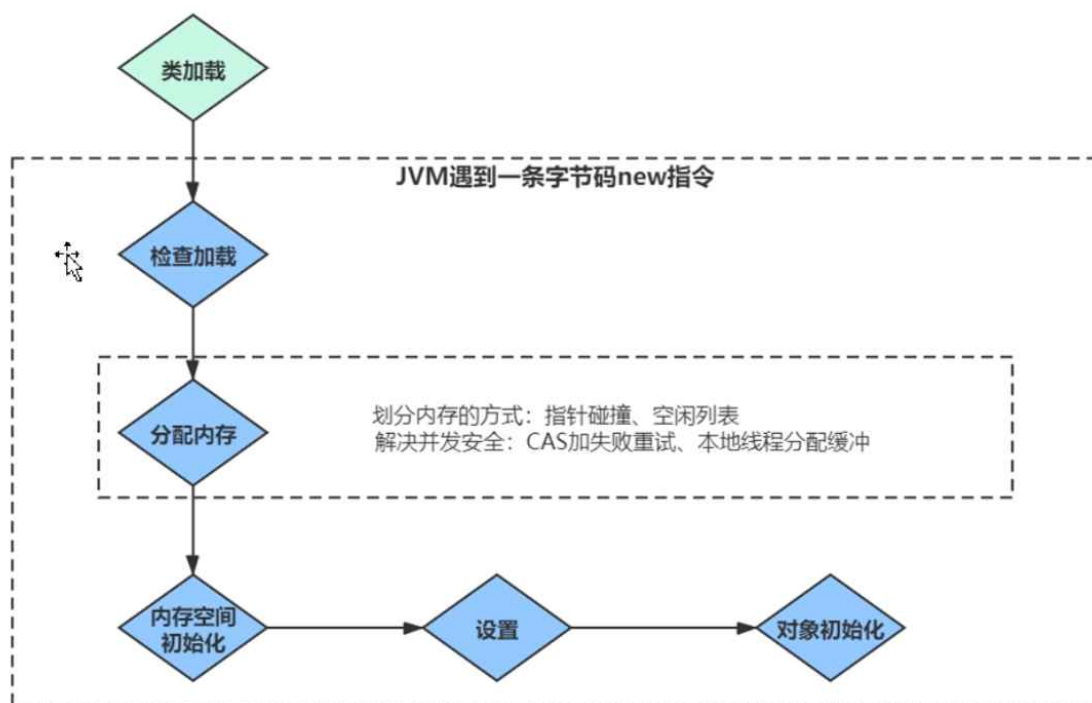 类加载
JVM遇到一条字节码new指令
检查加载
划分内存的方式：指针碰撞、空闲列表
解决并发安全：CAS加失败重试、本地线程分配缓冲
分配内存
内存空间
初始化
设置
对象初始化